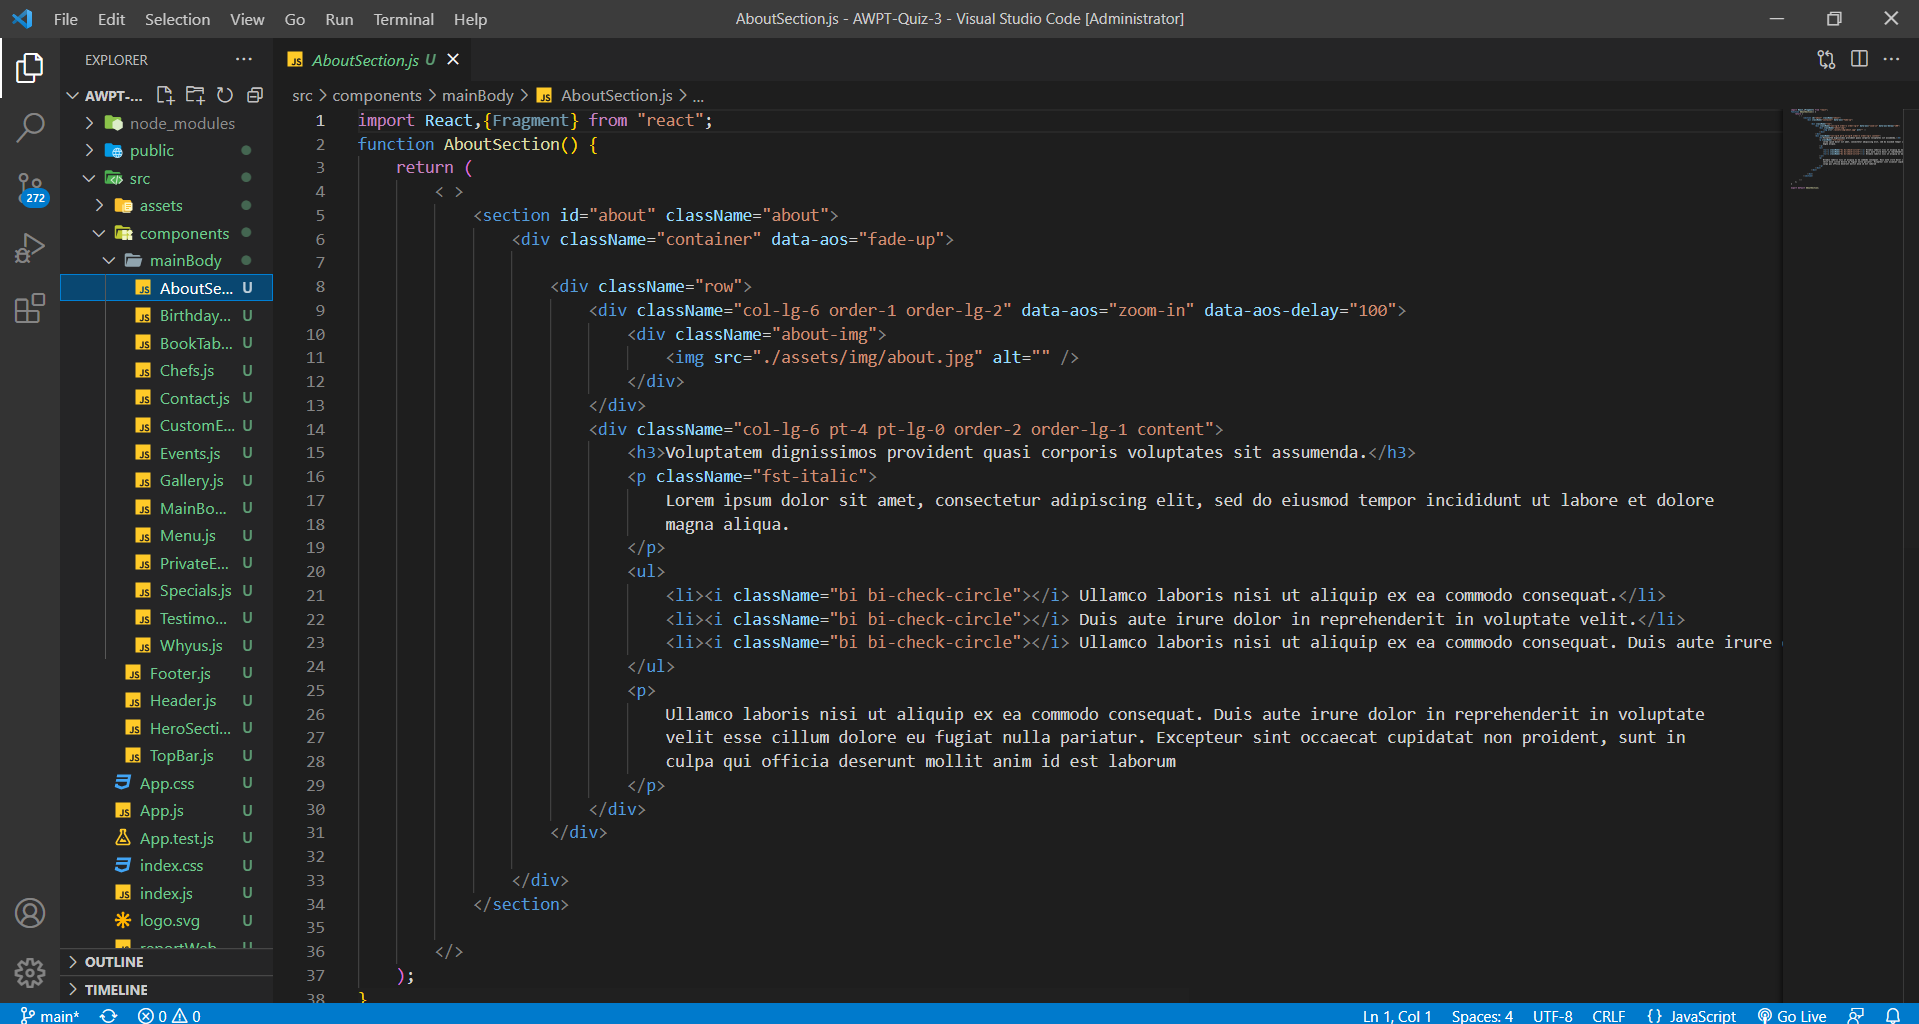 File Edit Selection View Go Run Terminal Help
AboutSection.js - AWPT-Quiz-3 - Visual Studio Code [Administrator]
EXPLORER
AboutSection.js U
AWPT-...
src > components > mainBody > AboutSection.js > ...
node_modules
public
src
272
assets
components
mainBody
AboutSe... U
Birthday... U
BookTab... U
Chefs.js U
Contact.js U
CustomE... U
Events.js U
Gallery.js U
MainBo... U
Menu.js U
PrivateE... U
Specials.js U
Testimo... U
Whyus.js U
Footer.js U
Header.js U
HeroSecti... U
TopBar.js U
App.css U
App.js U
App.test.js U
index.css U
index.js U
logo.svg U
OUTLINE
TIMELINE
1 import React,{Fragment} from "react";
2 function AboutSection() {
3 return (
4 < >
5 <section id="about" className="about">
6 <div className="container" data-aos="fade-up">
7
8 <div className="row">
9 <div className="col-lg-6 order-1 order-lg-2" data-aos="zoom-in" data-aos-delay="100">
10 <div className="about-img">
11 <img src="./assets/img/about.jpg" alt="" />
12 </div>
13 </div>
14 <div className="col-lg-6 pt-4 pt-lg-0 order-2 order-lg-1 content">
15 <h3>Voluptatem dignissimos provident quasi corporis voluptates sit assumenda.</h3>
16 <p className="fst-italic">
17 Lorem ipsum dolor sit amet, consectetur adipiscing elit, sed do eiusmod tempor incididunt ut labore et dolore
18 magna aliqua.
19 </p>
20 <ul>
21 <li><i className="bi bi-check-circle"></i> Ullamco laboris nisi ut aliquip ex ea commodo consequat.</li>
22 <li><i className="bi bi-check-circle"></i> Duis aute irure dolor in reprehenderit in voluptate velit.</li>
23 <li><i className="bi bi-check-circle"></i> Ullamco laboris nisi ut aliquip ex ea commodo consequat. Duis aute irure
24 </ul>
25 <p>
26 Ullamco laboris nisi ut aliquip ex ea commodo consequat. Duis aute irure dolor in reprehenderit in voluptate
27 velit esse cillum dolore eu fugiat nulla pariatur. Excepteur sint occaecat cupidatat non proident, sunt in
28 culpa qui officia deserunt mollit anim id est laborum
29 </p>
30 </div>
31 </div>
32
33 </div>
34 </section>
35
36 </>
37 );
38 }
main* 0 0 Ln 1, Col 1 Spaces: 4 UTF-8 CRLF {} JavaScript Go Live